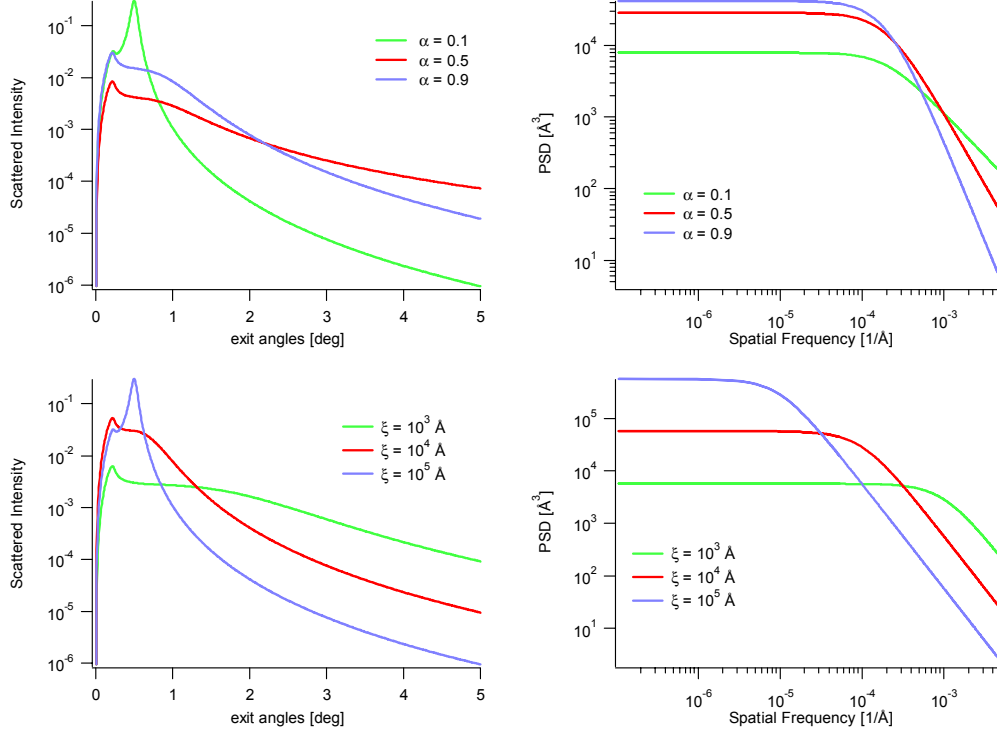 Scattered Intensity
10⁻¹
10⁻²
10⁻³
10⁻⁴
10⁻⁵
10⁻⁶
α = 0.1
α = 0.5
α = 0.9
0 1 2 3 4 5
exit angles [deg]
PSD [Å³]
10⁴
10³
10²
10¹
α = 0.1
α = 0.5
α = 0.9
10⁻⁶ 10⁻⁵ 10⁻⁴ 10⁻³
Spatial Frequency [1/Å]
Scattered Intensity
10⁻¹
10⁻²
10⁻³
10⁻⁴
10⁻⁵
10⁻⁶
ξ = 10³ Å
ξ = 10⁴ Å
ξ = 10⁵ Å
0 1 2 3 4 5
exit angles [deg]
PSD [Å³]
10⁵
10⁴
10³
10²
10¹
ξ = 10³ Å
ξ = 10⁴ Å
ξ = 10⁵ Å
10⁻⁶ 10⁻⁵ 10⁻⁴ 10⁻³
Spatial Frequency [1/Å]